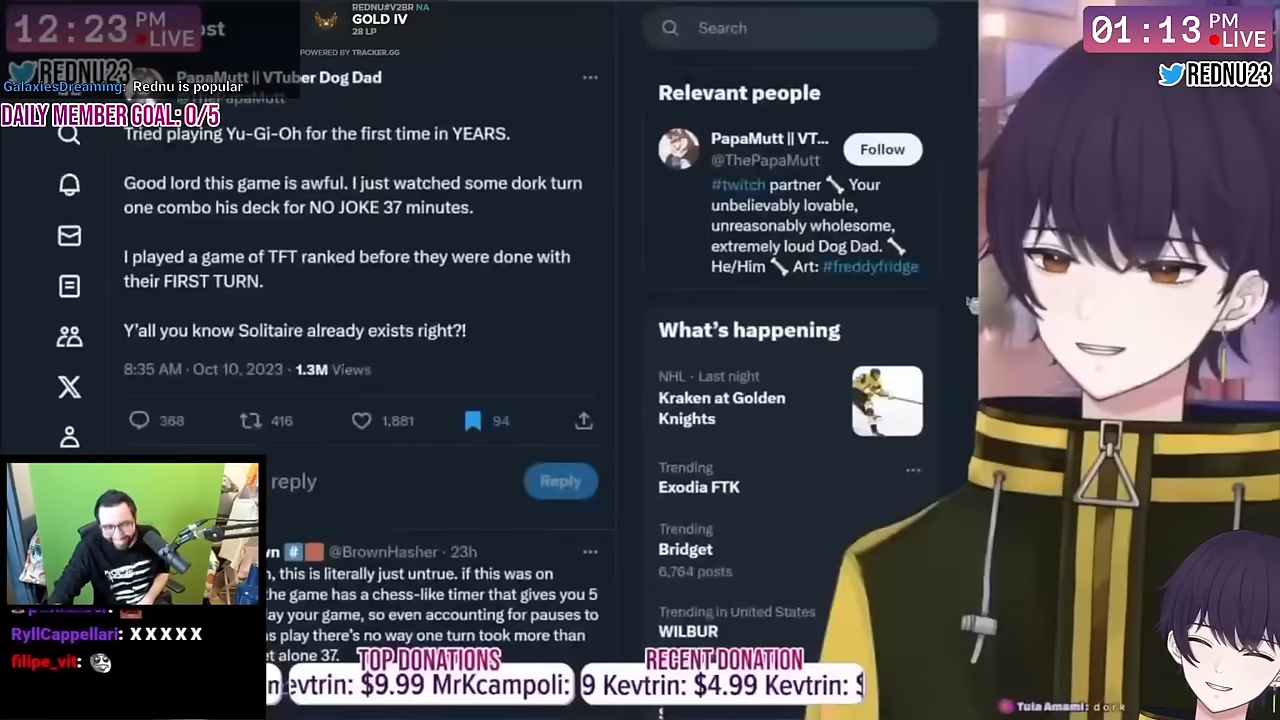 12:23 PM
LIVE
REDNU23
GalaxiesDreaming: Rednu is popular
DAILY MEMBER GOAL: 0/5
REDNU#V2BR NA
GOLD IV
28 LP
POWERED BY TRACKER.GG
PapaMutt || VTuber Dog Dad
@ThePapaMutt
Tried playing Yu-Gi-Oh for the first time in YEARS.
Good lord this game is awful. I just watched some dork turn
one combo his deck for NO JOKE 37 minutes.
I played a game of TFT ranked before they were done with
their FIRST TURN.
Y'all you know Solitaire already exists right?!
8:35 AM · Oct 10, 2023 · 1.3M Views
368 416 1,881 94
reply
Reply
@BrownHasher · 23h
, this is literally just untrue. if this was on
the game has a chess-like timer that gives you 5
your game, so even accounting for pauses to
play there's no way one turn took more than
alone 37.
Search
Relevant people
PapaMutt || VT...
@ThePapaMutt
Follow
#twitch partner Your
unbelievably lovable,
unreasonably wholesome,
extremely loud Dog Dad.
He/Him Art: #freddyfridge
What's happening
NHL · Last night
Kraken at Golden
Knights
Trending
Exodia FTK
Trending
Bridget
6,764 posts
Trending in United States
WILBUR
01:13 PM
LIVE
REDNU23
RyllCappellari: X X X X X
filipe_vit:
TOP DONATIONS
evtrin: $9.99 MrKcampoli:
RECENT DONATION
9 Kevtrin: $4.99 Kevtrin: $
Tula Amami: dork